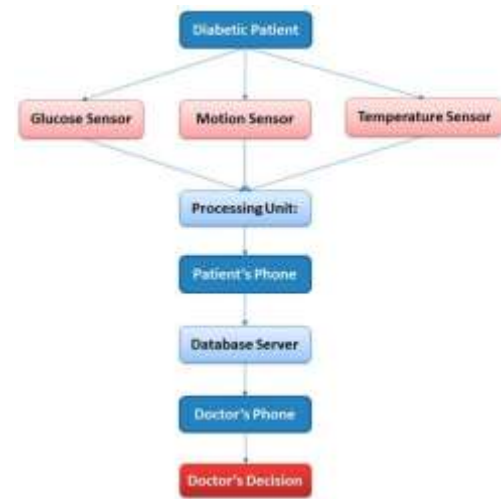 Diabetic Patient
Glucose Sensor
Motion Sensor
Temperature Sensor
Processing Unit:
Patient's Phone
Database Server
Doctor's Phone
Doctor's Decision